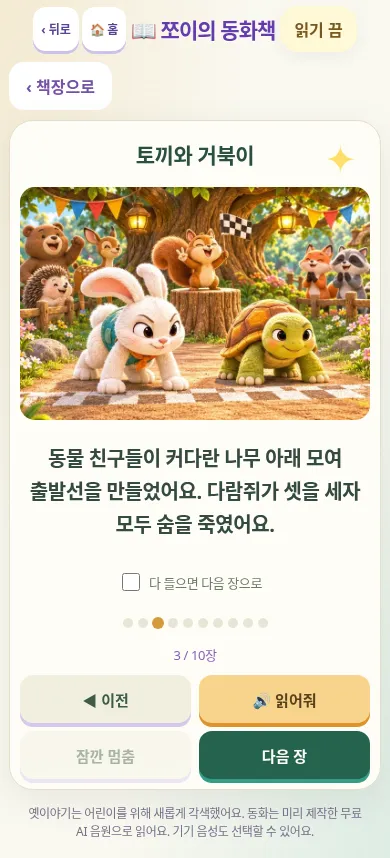 ‹ 뒤로
🏠 홈
📖 쪼이의 동화책
읽기 끔
‹ 책장으로
토끼와 거북이
동물 친구들이 커다란 나무 아래 모여
출발선을 만들었어요. 다람쥐가 셋을 세자
모두 숨을 죽였어요.
다 들으면 다음 장으로
3 / 10장
◀ 이전
🔊 읽어줘
잠깐 멈춤
다음 장
옛이야기는 어린이를 위해 새롭게 각색했어요. 동화는 미리 제작한 무료
AI 음원으로 읽어요. 기기 음성도 선택할 수 있어요.